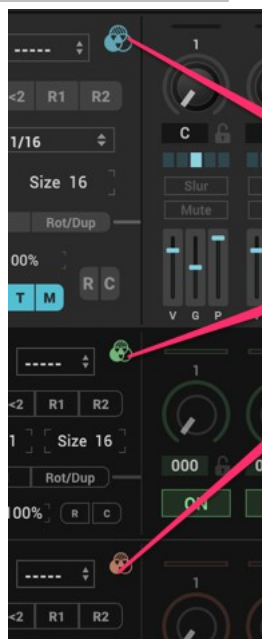 -----
1
<2 R1 R2
C
1/16
Size 16
Slur
Mute
Rot/Dup
00%
R C
T M
V G P
-----
1
<2 R1 R2
1 Size 16
000 0
Rot/Dup
ON
100% R C
-----
1
<2 R1 R2